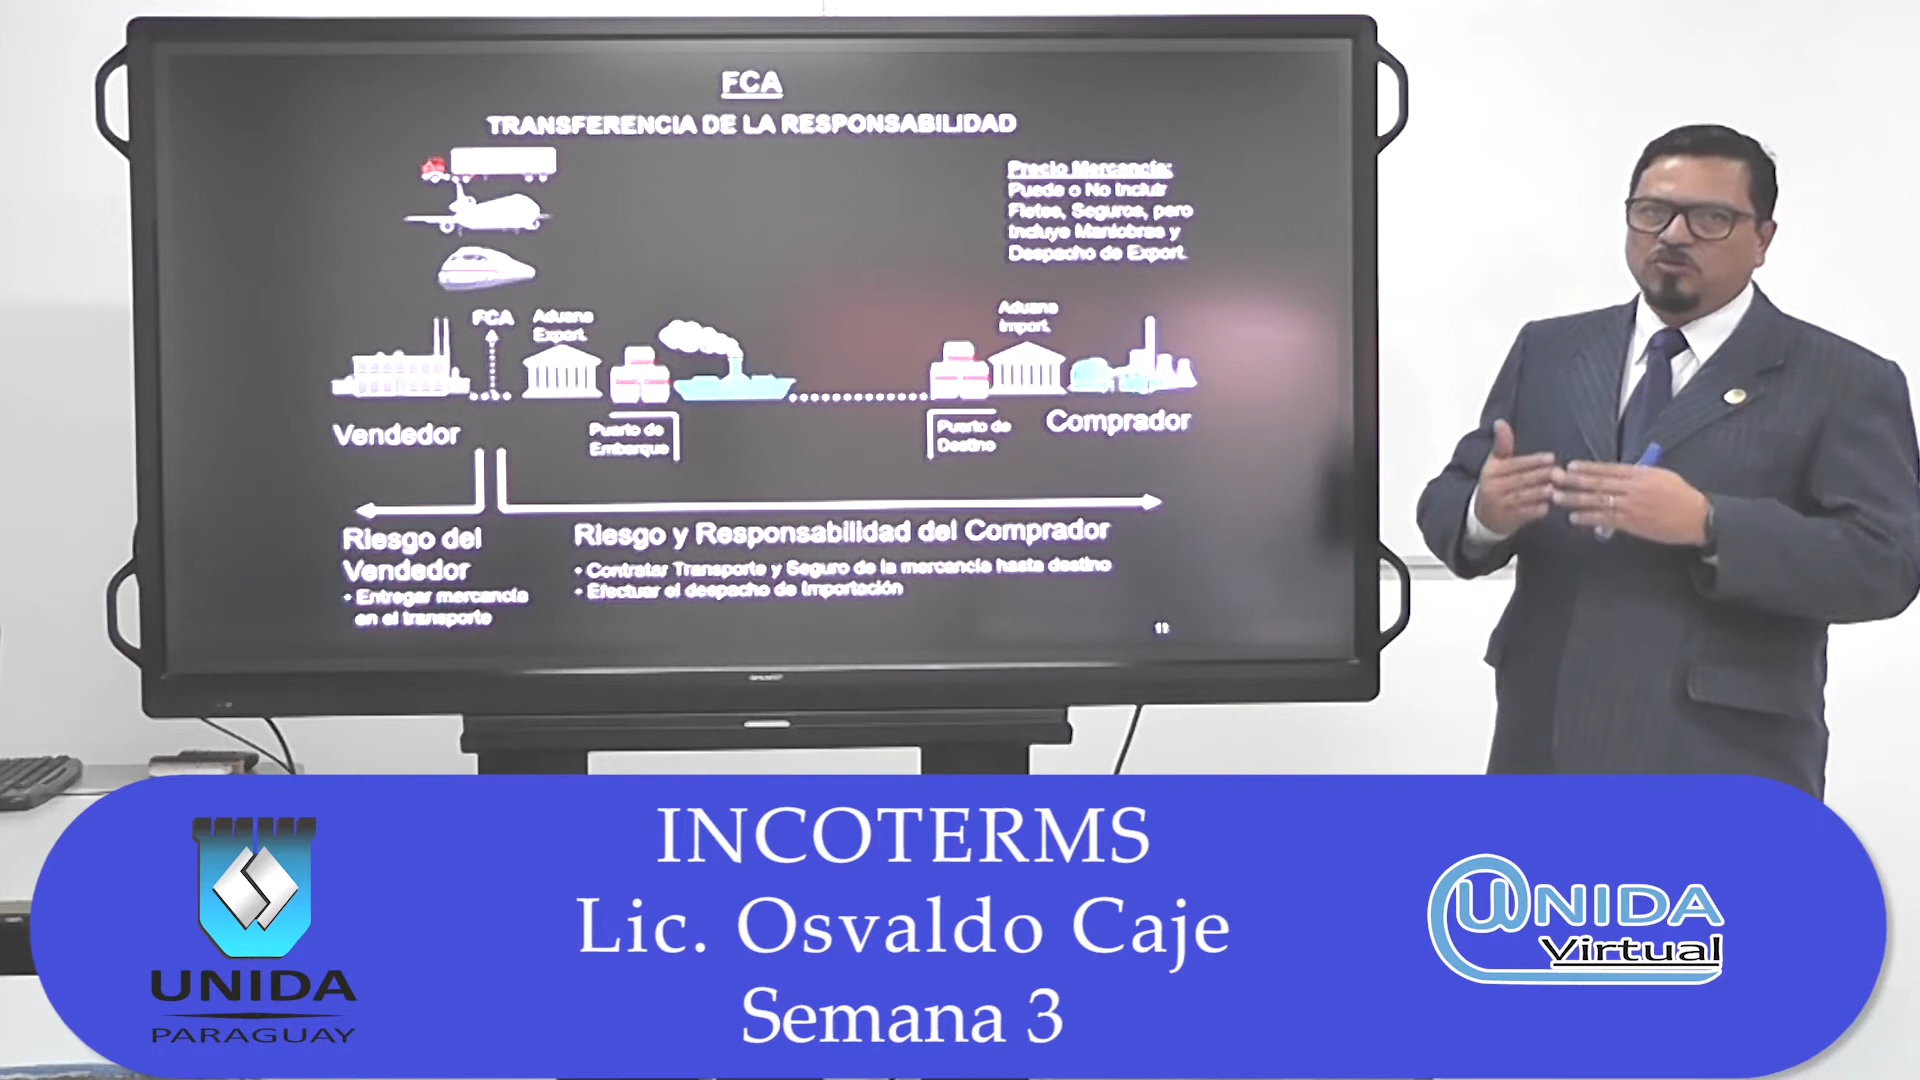 FCA
TRANSFERENCIA DE LA RESPONSABILIDAD
Precio Mercancía:
Puede o No Incluir
Fletes, Seguros, pero
Incluye Maniobras y
Despacho de Export.
FCA
Aduana
Export.
Aduana
Import.
Vendedor
Puerto de
Embarque
Puerto de
Destino
Comprador
Riesgo del
Vendedor
• Entregar mercancía
en el transporte
Riesgo y Responsabilidad del Comprador
• Contratar Transporte y Seguro de la mercancía hasta destino
• Efectuar el despacho de importación
SHARP
INCOTERMS
Lic. Osvaldo Caje
Semana 3
UNIDA
PARAGUAY
UNIDA
Virtual